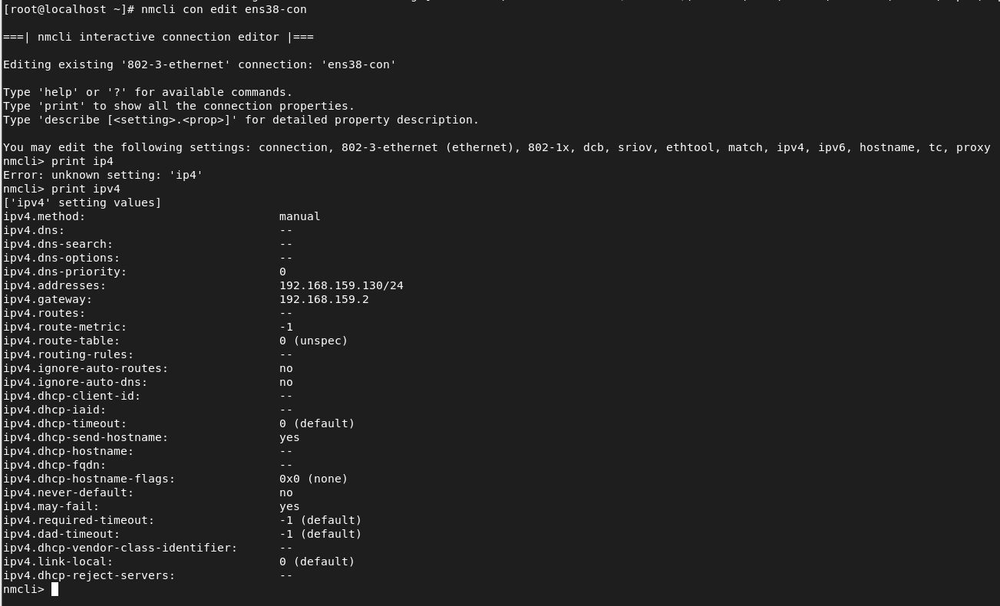 [root@localhost ~]# nmcli con edit ens38-con
===| nmcli interactive connection editor |===
Editing existing '802-3-ethernet' connection: 'ens38-con'
Type 'help' or '?' for available commands.
Type 'print' to show all the connection properties.
Type 'describe [<setting>.<prop>]' for detailed property description.
You may edit the following settings: connection, 802-3-ethernet (ethernet), 802-1x, dcb, sriov, ethtool, match, ipv4, ipv6, hostname, tc, proxy
nmcli> print ip4
Error: unknown setting: 'ip4'
nmcli> print ipv4
['ipv4' setting values]
ipv4.method: manual
ipv4.dns: --
ipv4.dns-search: --
ipv4.dns-options: --
ipv4.dns-priority: 0
ipv4.addresses: 192.168.159.130/24
ipv4.gateway: 192.168.159.2
ipv4.routes: --
ipv4.route-metric: -1
ipv4.route-table: 0 (unspec)
ipv4.routing-rules: --
ipv4.ignore-auto-routes: no
ipv4.ignore-auto-dns: no
ipv4.dhcp-client-id: --
ipv4.dhcp-iaid: --
ipv4.dhcp-timeout: 0 (default)
ipv4.dhcp-send-hostname: yes
ipv4.dhcp-hostname: --
ipv4.dhcp-fqdn: --
ipv4.dhcp-hostname-flags: 0x0 (none)
ipv4.never-default: no
ipv4.may-fail: yes
ipv4.required-timeout: -1 (default)
ipv4.dad-timeout: -1 (default)
ipv4.dhcp-vendor-class-identifier: --
ipv4.link-local: 0 (default)
ipv4.dhcp-reject-servers: --
nmcli>